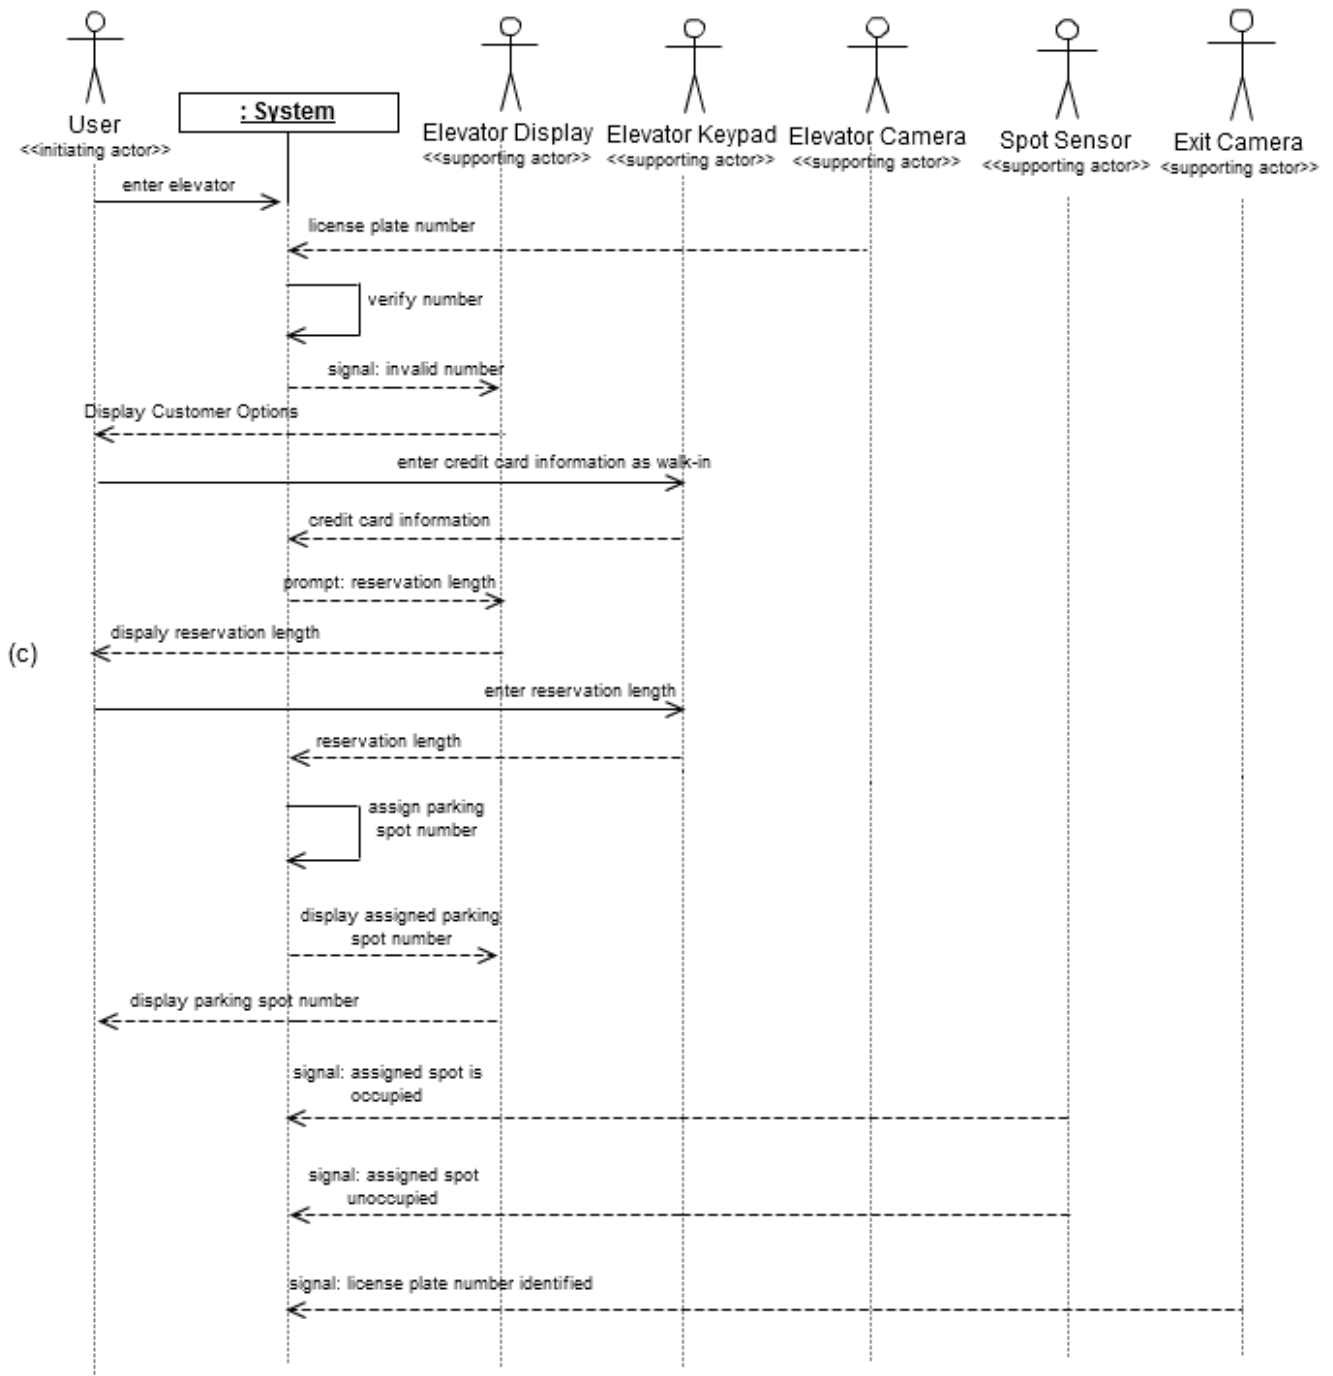 User
<<initiating actor>>
: System
Elevator Display
<<supporting actor>>
Elevator Keypad
<<supporting actor>>
Elevator Camera
<<supporting actor>>
Spot Sensor
<<supporting actor>>
Exit Camera
<<supporting actor>>
enter elevator
license plate number
verify number
signal: invalid number
Display Customer Options
enter credit card information as walk-in
credit card information
prompt: reservation length
dispaly reservation length
(c)
enter reservation length
reservation length
assign parking
spot number
display assigned parking
spot number
display parking spot number
signal: assigned spot is
occupied
signal: assigned spot
unoccupied
signal: license plate number identified